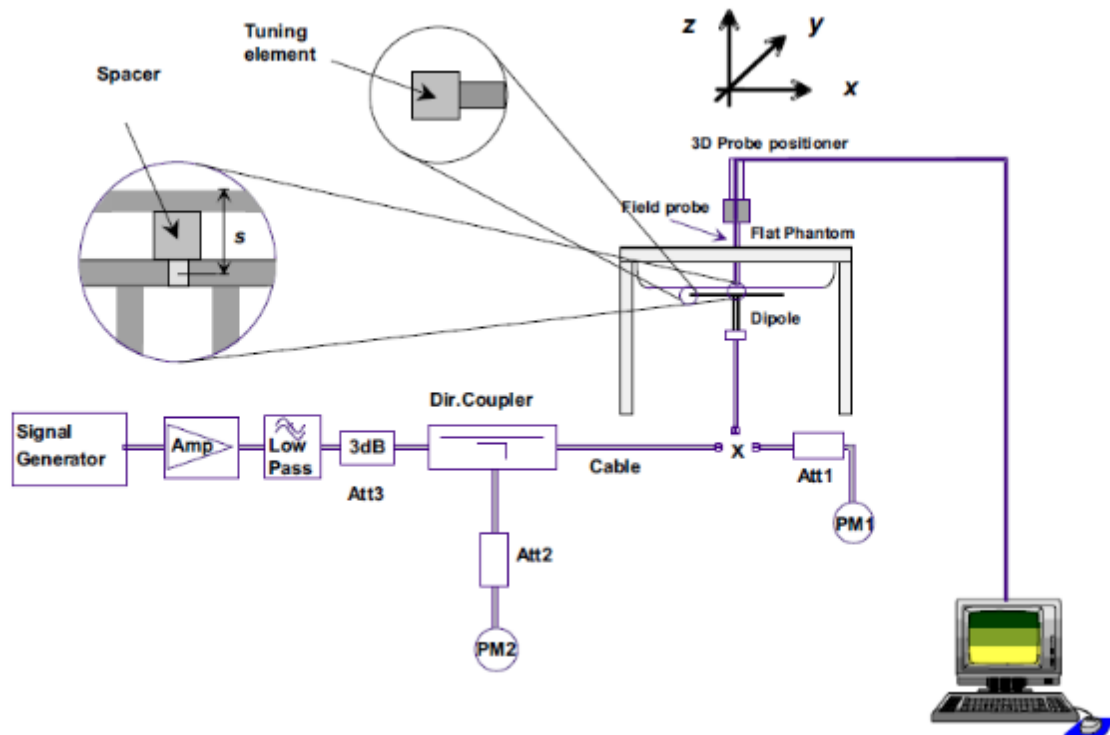 Tuning
element
Spacer
s
z
y
x
3D Probe positioner
Field probe
Flat Phantom
Dipole
Dir.Coupler
Signal
Generator
Amp
Low
Pass
3dB
Att3
Cable
X
Att1
PM1
Att2
PM2